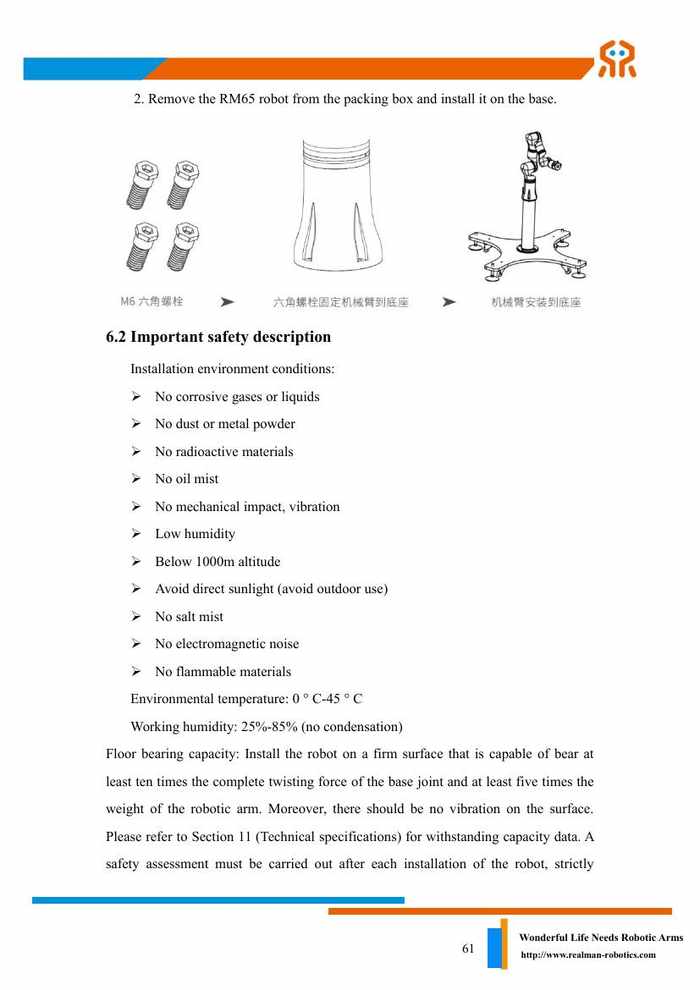 2. Remove the RM65 robot from the packing box and install it on the base.
M6 六角螺栓
六角螺栓固定机械臂到底座
机械臂安装到底座
6.2 Important safety description
Installation environment conditions:
➢ No corrosive gases or liquids
➢ No dust or metal powder
➢ No radioactive materials
➢ No oil mist
➢ No mechanical impact, vibration
➢ Low humidity
➢ Below 1000m altitude
➢ Avoid direct sunlight (avoid outdoor use)
➢ No salt mist
➢ No electromagnetic noise
➢ No flammable materials
Environmental temperature: 0 ° C-45 ° C
Working humidity: 25%-85% (no condensation)
Floor bearing capacity: Install the robot on a firm surface that is capable of bear at
least ten times the complete twisting force of the base joint and at least five times the
weight of the robotic arm. Moreover, there should be no vibration on the surface.
Please refer to Section 11 (Technical specifications) for withstanding capacity data. A
safety assessment must be carried out after each installation of the robot, strictly
61
Wonderful Life Needs Robotic Arms
http://www.realman-robotics.com